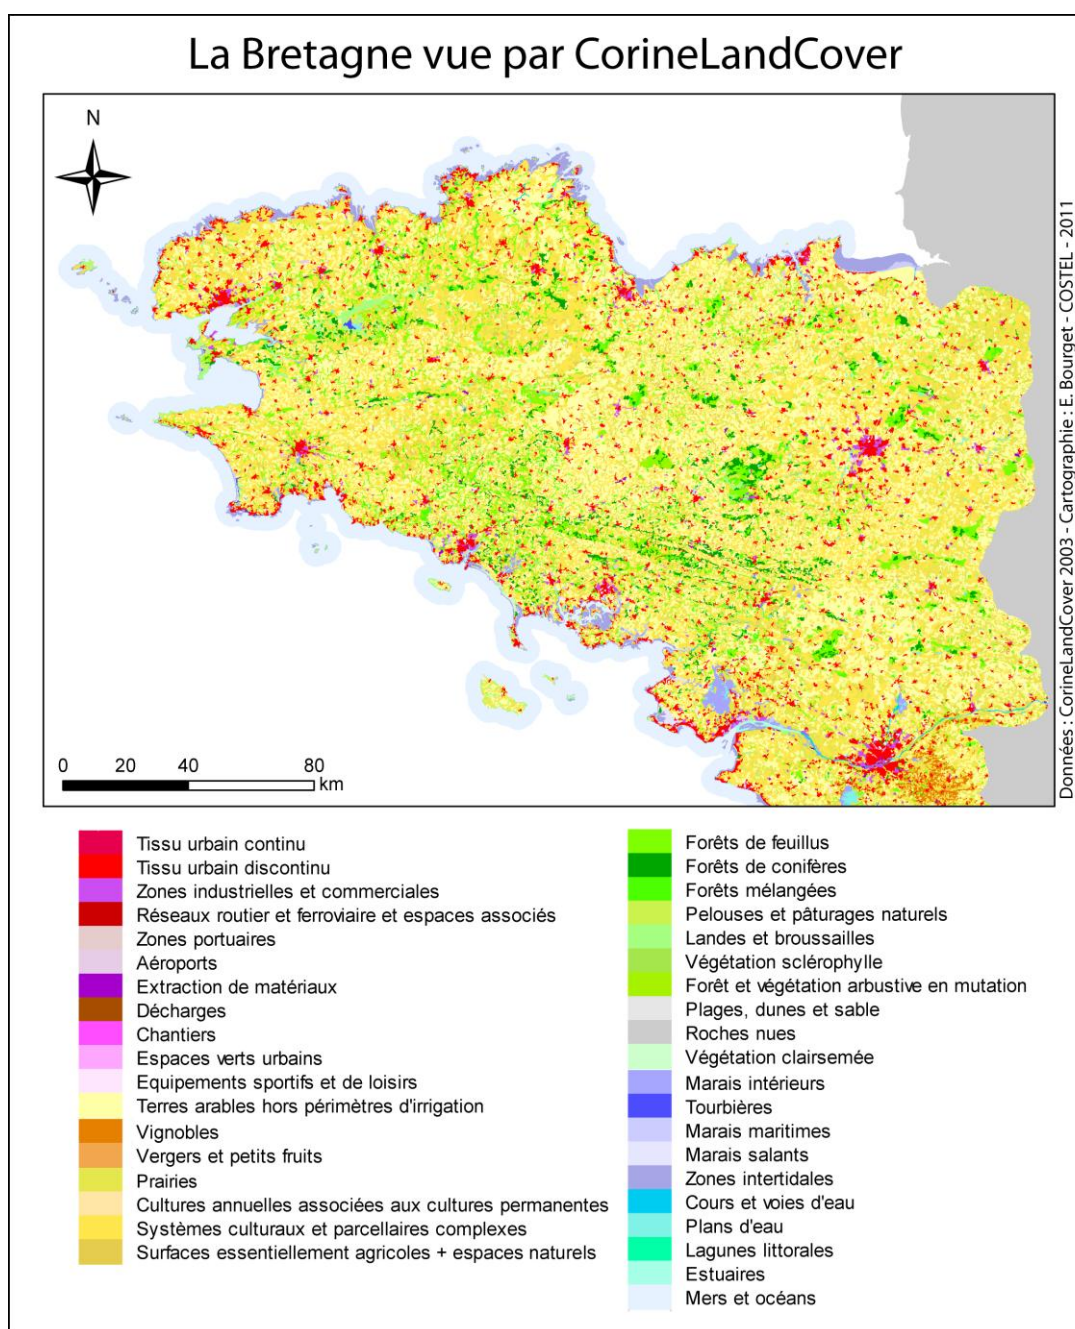 La Bretagne vue par CorineLandCover
N
0 20 40 80
km
Données : CorineLandCover 2003 - Cartographie : E. Bourget - COSTEL - 2011
Tissu urbain continu
Tissu urbain discontinu
Zones industrielles et commerciales
Réseaux routier et ferroviaire et espaces associés
Zones portuaires
Aéroports
Extraction de matériaux
Décharges
Chantiers
Espaces verts urbains
Equipements sportifs et de loisirs
Terres arables hors périmètres d'irrigation
Vignobles
Vergers et petits fruits
Prairies
Cultures annuelles associées aux cultures permanentes
Systèmes culturaux et parcellaires complexes
Surfaces essentiellement agricoles + espaces naturels
Forêts de feuillus
Forêts de conifères
Forêts mélangées
Pelouses et pâturages naturels
Landes et broussailles
Végétation sclérophylle
Forêt et végétation arbustive en mutation
Plages, dunes et sable
Roches nues
Végétation clairsemée
Marais intérieurs
Tourbières
Marais maritimes
Marais salants
Zones intertidales
Cours et voies d'eau
Plans d'eau
Lagunes littorales
Estuaires
Mers et océans